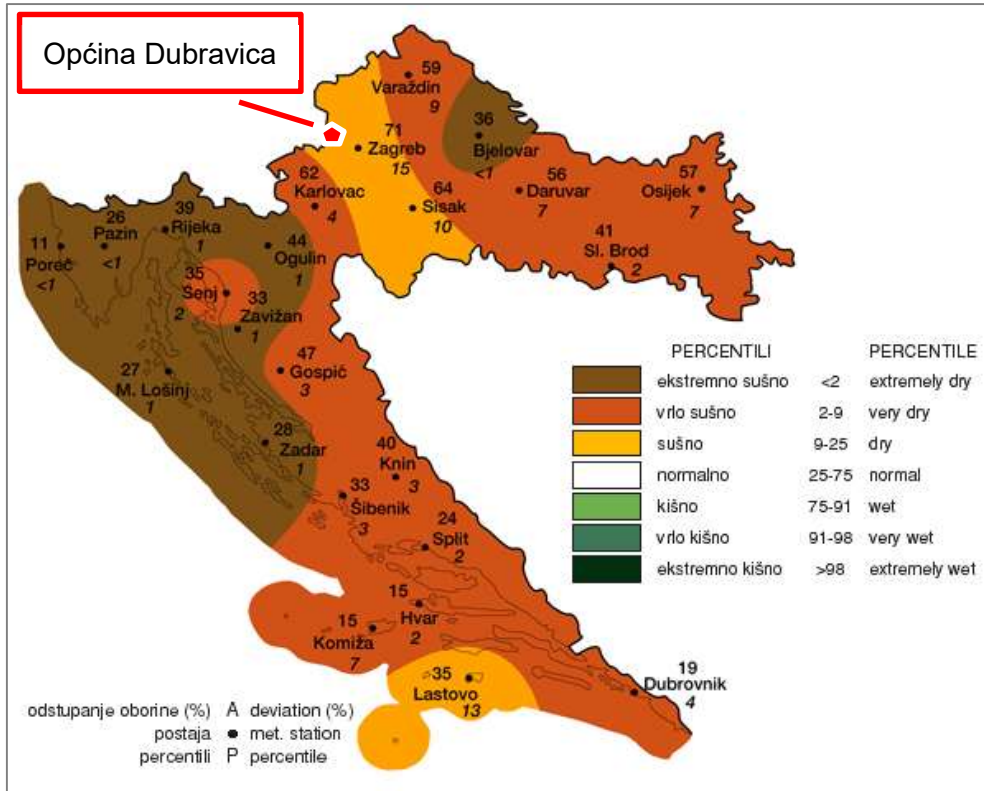 Općina Dubravica
59
Varaždin
9
36
Bjelovar
<1
71
Zagreb
15
62
Karlovac
4
64
Sisak
10
56
Daruvar
7
57
Osijek
7
41
Sl. Brod
2
11
Poreč
<1
26
Pazin
<1
39
Rijeka
1
44
Ogulin
1
35
Senj
2
33
Zavižan
1
47
Gospić
3
27
M. Lošinj
1
28
Zadar
1
40
Knin
3
33
Šibenik
3
24
Split
2
15
Hvar
2
15
Komiža
7
35
Lastovo
13
19
Dubrovnik
4
PERCENTILI PERCENTILE
ekstremno sušno <2 extremely dry
vrlo sušno 2-9 very dry
sušno 9-25 dry
normalno 25-75 normal
kišno 75-91 wet
vrlo kišno 91-98 very wet
ekstremno kišno >98 extremely wet
odstupanje oborine (%) A deviation (%)
postaja ● met. station
percentili P percentile